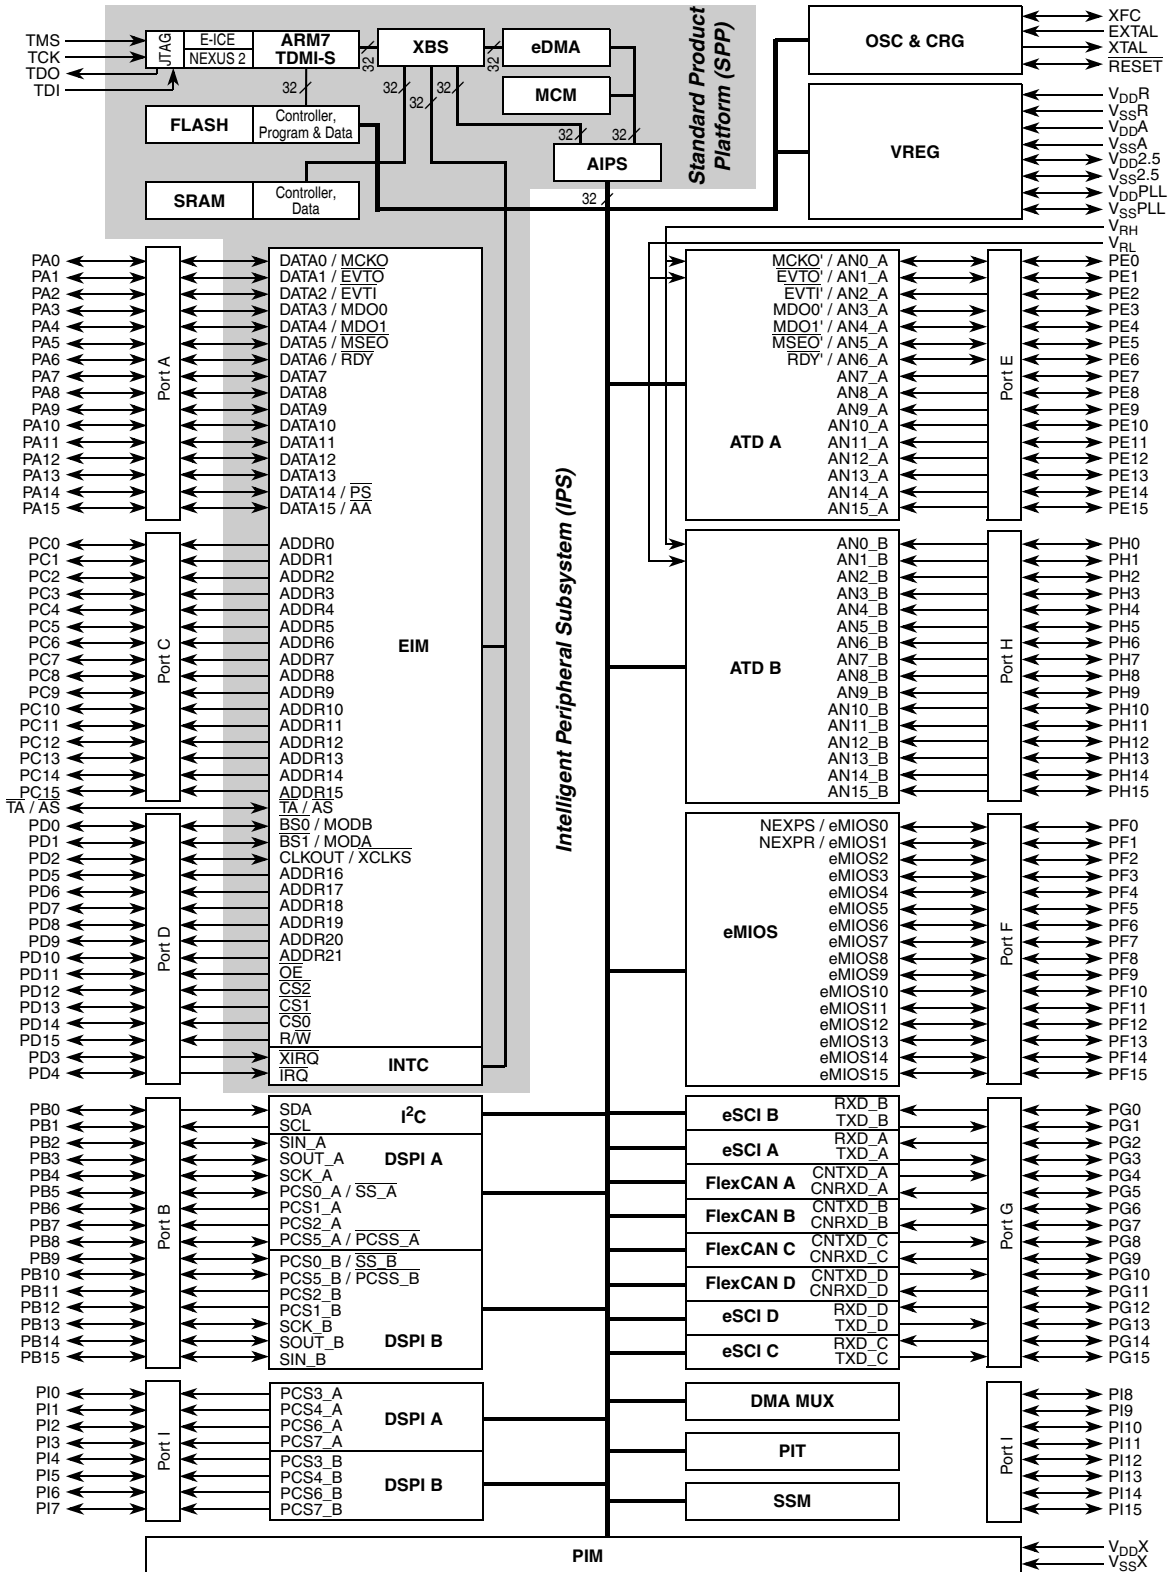 TMS
TCK
TDO
TDI
JTAG
E-ICE
NEXUS 2
ARM7
TDMI-S
32
XBS
32
eDMA
MCM
32
32
32
32
FLASH
Controller,
Program & Data
SRAM
Controller,
Data
32
32
AIPS
32
Standard Product
Platform (SPP)
OSC & CRG
XFC
EXTAL
XTAL
RESET
VREG
VDDR
VSSR
VDDA
VSSA
VDD2.5
VSS2.5
VDDPLL
VSSPLL
VRH
VRL
Intelligent Peripheral Subsystem (IPS)
Port A
PA0 DATA0 / MCKO
PA1 DATA1 / EVTO
PA2 DATA2 / EVTI
PA3 DATA3 / MDO0
PA4 DATA4 / MDO1
PA5 DATA5 / MSEO
PA6 DATA6 / RDY
PA7 DATA7
PA8 DATA8
PA9 DATA9
PA10 DATA10
PA11 DATA11
PA12 DATA12
PA13 DATA13
PA14 DATA14 / PS
PA15 DATA15 / AA
Port C
EIM
PC0 ADDR0
PC1 ADDR1
PC2 ADDR2
PC3 ADDR3
PC4 ADDR4
PC5 ADDR5
PC6 ADDR6
PC7 ADDR7
PC8 ADDR8
PC9 ADDR9
PC10 ADDR10
PC11 ADDR11
PC12 ADDR12
PC13 ADDR13
PC14 ADDR14
PC15 ADDR15
TA / AS TA / AS
Port D
PD0 BS0 / MODB
PD1 BS1 / MODA
PD2 CLKOUT / XCLKS
PD5 ADDR16
PD6 ADDR17
PD7 ADDR18
PD8 ADDR19
PD9 ADDR20
PD10 ADDR21
PD11 OE
PD12 CS2
PD13 CS1
PD14 CS0
PD15 R/W
PD3 XIRQ
PD4 IRQ
INTC
Port B
PB0 SDA
PB1 SCL
I2C
PB2 SIN_A
PB3 SOUT_A
DSPI A
PB4 SCK_A
PB5 PCS0_A / SS_A
PB6 PCS1_A
PB7 PCS2_A
PB8 PCS5_A / PCSS_A
PB9 PCS0_B / SS_B
PB10 PCS5_B / PCSS_B
PB11 PCS2_B
PB12 PCS1_B
PB13 SCK_B
PB14 SOUT_B
DSPI B
PB15 SIN_B
Port I
PI0 PCS3_A
PI1 PCS4_A
PI2 PCS6_A
PI3 PCS7_A
DSPI A
PI4 PCS3_B
PI5 PCS4_B
PI6 PCS6_B
PI7 PCS7_B
DSPI B
ATD A
Port E
MCKO' / AN0_A PE0
EVTO' / AN1_A PE1
EVTI' / AN2_A PE2
MDO0' / AN3_A PE3
MDO1' / AN4_A PE4
MSEO' / AN5_A PE5
RDY' / AN6_A PE6
AN7_A PE7
AN8_A PE8
AN9_A PE9
AN10_A PE10
AN11_A PE11
AN12_A PE12
AN13_A PE13
AN14_A PE14
AN15_A PE15
ATD B
Port H
AN0_B PH0
AN1_B PH1
AN2_B PH2
AN3_B PH3
AN4_B PH4
AN5_B PH5
AN6_B PH6
AN7_B PH7
AN8_B PH8
AN9_B PH9
AN10_B PH10
AN11_B PH11
AN12_B PH12
AN13_B PH13
AN14_B PH14
AN15_B PH15
eMIOS
Port F
NEXPS / eMIOS0 PF0
NEXPR / eMIOS1 PF1
eMIOS2 PF2
eMIOS3 PF3
eMIOS4 PF4
eMIOS5 PF5
eMIOS6 PF6
eMIOS7 PF7
eMIOS8 PF8
eMIOS9 PF9
eMIOS10 PF10
eMIOS11 PF11
eMIOS12 PF12
eMIOS13 PF13
eMIOS14 PF14
eMIOS15 PF15
Port G
eSCI B
RXD_B PG0
TXD_B PG1
eSCI A
RXD_A PG2
TXD_A PG3
FlexCAN A
CNTXD_A PG4
CNRXD_A PG5
FlexCAN B
CNTXD_B PG6
CNRXD_B PG7
FlexCAN C
CNTXD_C PG8
CNRXD_C PG9
FlexCAN D
CNTXD_D PG10
CNRXD_D PG11
eSCI D
RXD_D PG12
TXD_D PG13
eSCI C
RXD_C PG14
TXD_C PG15
DMA MUX
PIT
SSM
Port I
PI8
PI9
PI10
PI11
PI12
PI13
PI14
PI15
PIM
VDDX
VSSX